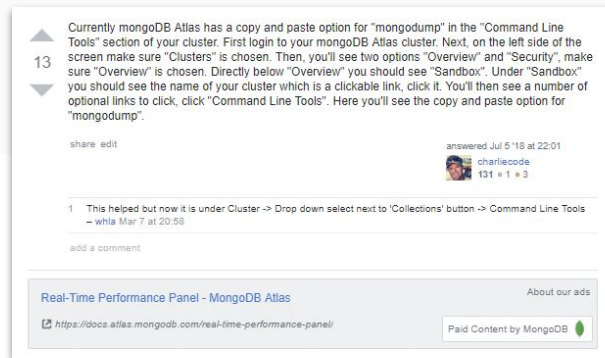 Currently mongoDB Atlas has a copy and paste option for "mongodump" in the "Command Line
Tools" section of your cluster. First login to your mongoDB Atlas cluster. Next, on the left side of the
screen make sure "Clusters" is chosen. Then, you'll see two options "Overview" and "Security", make
sure "Overview" is chosen. Directly below "Overview" you should see "Sandbox". Under "Sandbox"
you should see the name of your cluster which is a clickable link, click it. You'll then see a number of
optional links to click, click "Command Line Tools". Here you'll see the copy and paste option for
"mongodump".
13
share edit
answered Jul 5 '18 at 22:01
charliecode
131 1 3
1 This helped but now it is under Cluster -> Drop down select next to 'Collections' button -> Command Line Tools
– whla Mar 7 at 20:58
add a comment
Real-Time Performance Panel - MongoDB Atlas
About our ads
https://docs.atlas.mongodb.com/real-time-performance-panel/
Paid Content by MongoDB